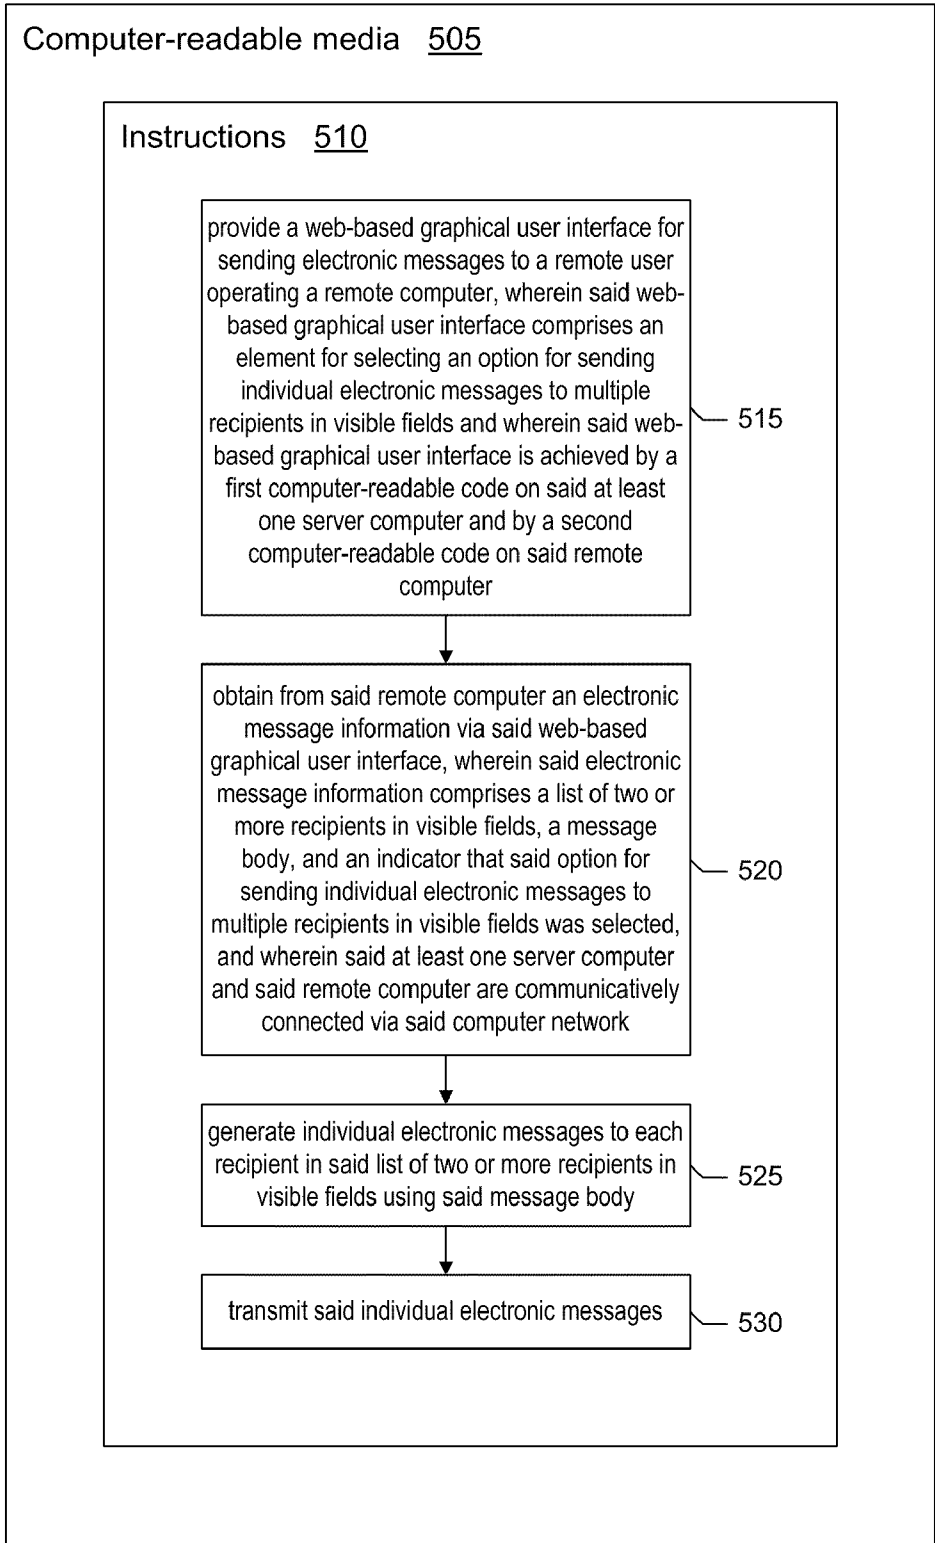 Computer-readable media 505
Instructions 510
provide a web-based graphical user interface for
sending electronic messages to a remote user
operating a remote computer, wherein said web-
based graphical user interface comprises an
element for selecting an option for sending
individual electronic messages to multiple
recipients in visible fields and wherein said web-
based graphical user interface is achieved by a
first computer-readable code on said at least
one server computer and by a second
computer-readable code on said remote
computer
515
obtain from said remote computer an electronic
message information via said web-based
graphical user interface, wherein said electronic
message information comprises a list of two or
more recipients in visible fields, a message
body, and an indicator that said option for
sending individual electronic messages to
multiple recipients in visible fields was selected,
and wherein said at least one server computer
and said remote computer are communicatively
connected via said computer network
520
generate individual electronic messages to each
recipient in said list of two or more recipients in
visible fields using said message body
525
transmit said individual electronic messages
530